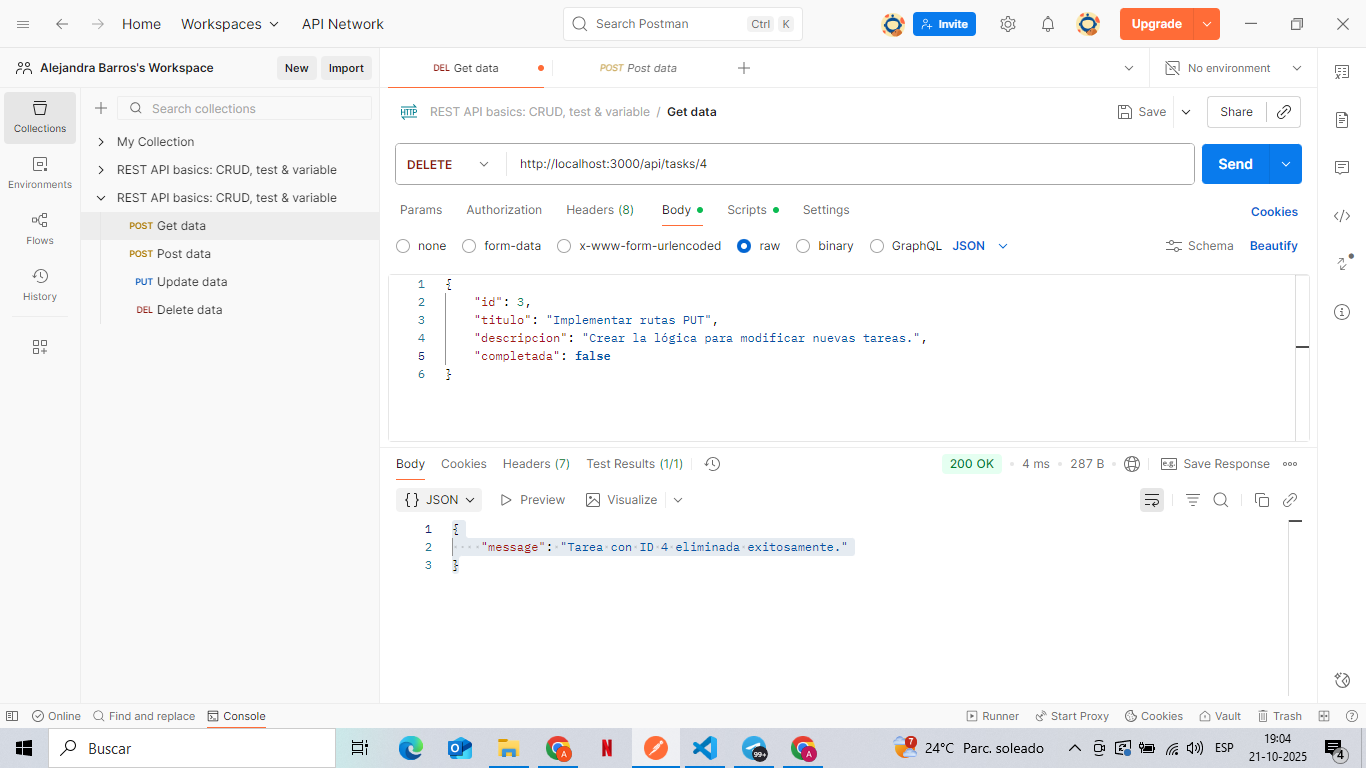 Home Workspaces API Network Search Postman Ctrl K Invite Upgrade
Alejandra Barros's Workspace New Import DEL Get data POST Post data No environment
Collections
Environments
Flows
History
Search collections
My Collection
REST API basics: CRUD, test & variable
REST API basics: CRUD, test & variable
POST Get data
POST Post data
PUT Update data
DEL Delete data
HTTP REST API basics: CRUD, test & variable / Get data Save Share
DELETE http://localhost:3000/api/tasks/4 Send
Params Authorization Headers (8) Body Scripts Settings Cookies
none form-data x-www-form-urlencoded raw binary GraphQL JSON Schema Beautify
1 {
2 "id": 3,
3 "titulo": "Implementar rutas PUT",
4 "descripcion": "Crear la lógica para modificar nuevas tareas.",
5 "completada": false
6 }
Body Cookies Headers (7) Test Results (1/1) 200 OK 4 ms 287 B e.g. Save Response
{} JSON Preview Visualize
1 {
2 "message": "Tarea con ID 4 eliminada exitosamente."
3 }
Online Find and replace Console Runner Start Proxy Cookies Vault Trash
Buscar 99+ 7 24°C Parc. soleado ESP 19:04
21-10-2025 4